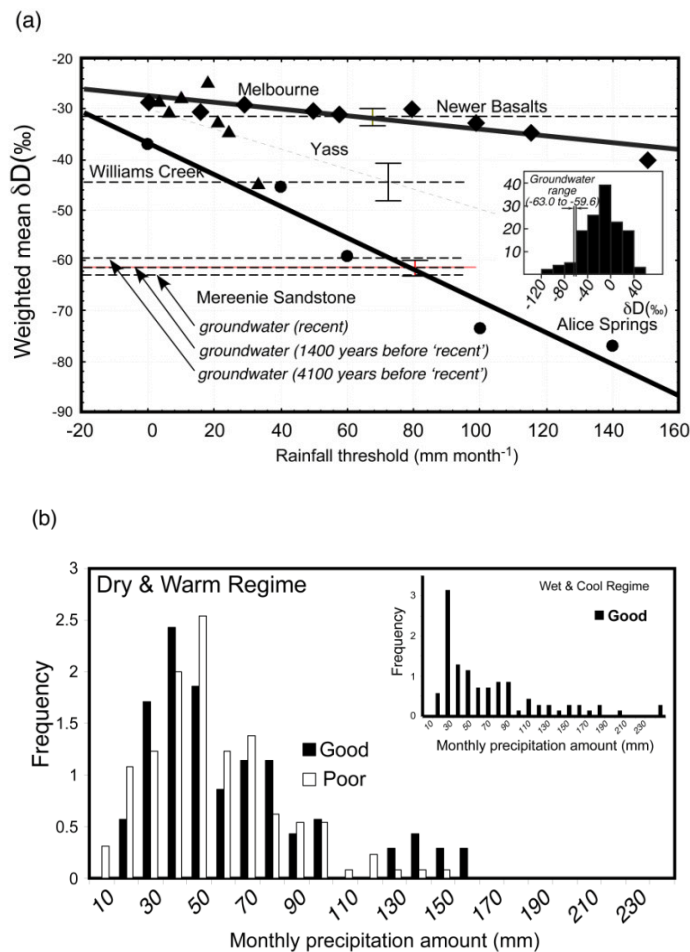 (a)
-20
-30
-40
-50
-60
-70
-80
-90
Weighted mean δD(‰)
Melbourne
Newer Basalts
Yass
Williams Creek
40
30
20
10
Groundwater
range
(-63.0 to -59.6)
-120
-80
-40
0
40
δD(‰)
Alice Springs
Mereenie Sandstone
groundwater (recent)
groundwater (1400 years before ‘recent’)
groundwater (4100 years before ‘recent’)
-20 0 20 40 60 80 100 120 140 160
Rainfall threshold (mm month-1)
(b)
Dry & Warm Regime
3
2.5
2
1.5
1
0.5
0
Frequency
Good
Poor
Wet & Cool Regime
Good
3
2
1
0
Frequency
10 30 50 70 90 110 130 150 170 190 210 230
Monthly precipitation amount (mm)
10 30 50 70 90 110 130 150 170 190 210 230
Monthly precipitation amount (mm)